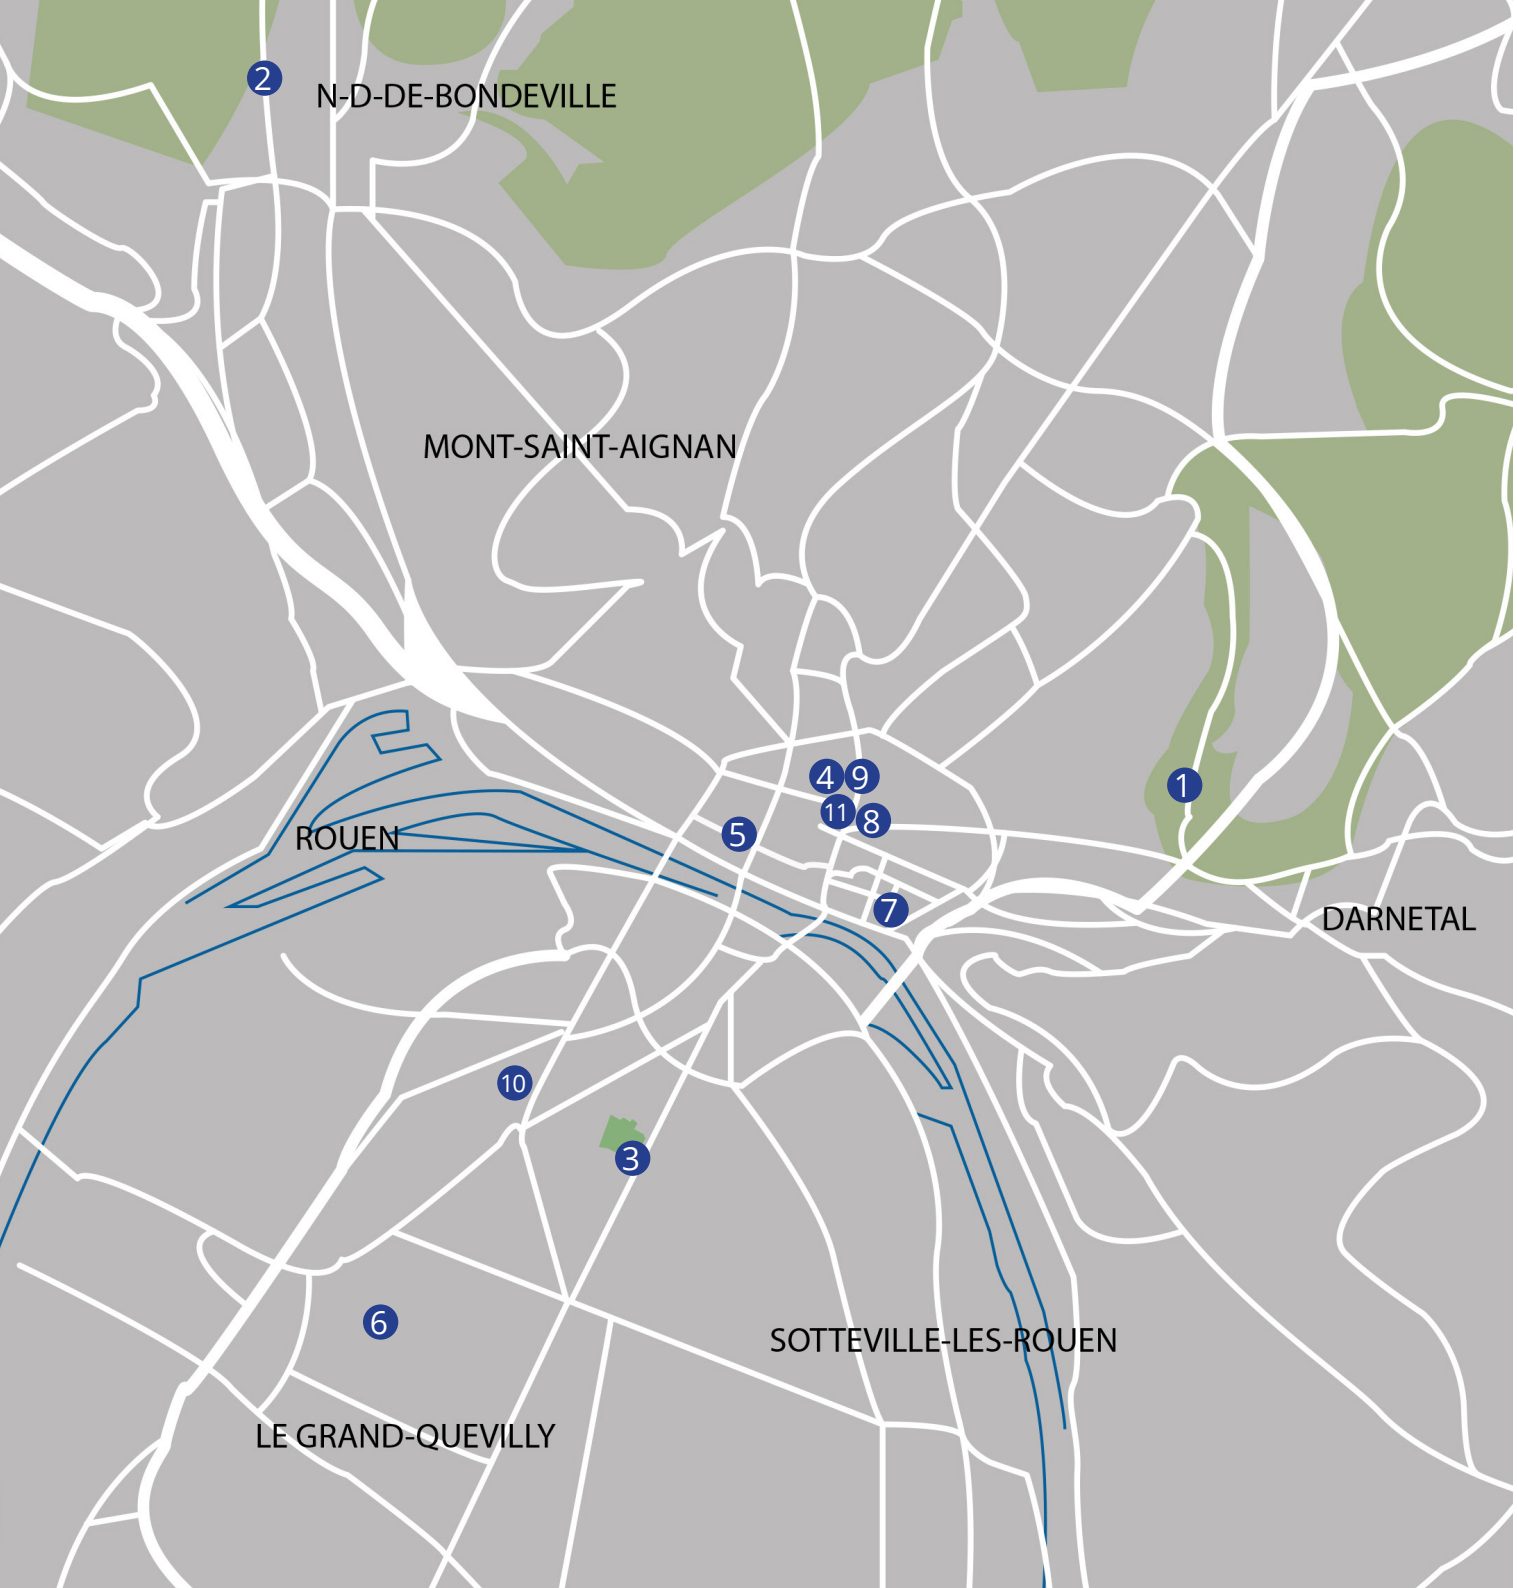 2
N-D-DE-BONDEVILLE
MONT-SAINT-AIGNAN
4 9
1
11 8
5
ROUEN
7
DARNETAL
10
3
6
SOTTEVILLE-LES-ROUEN
LE GRAND-QUEVILLY